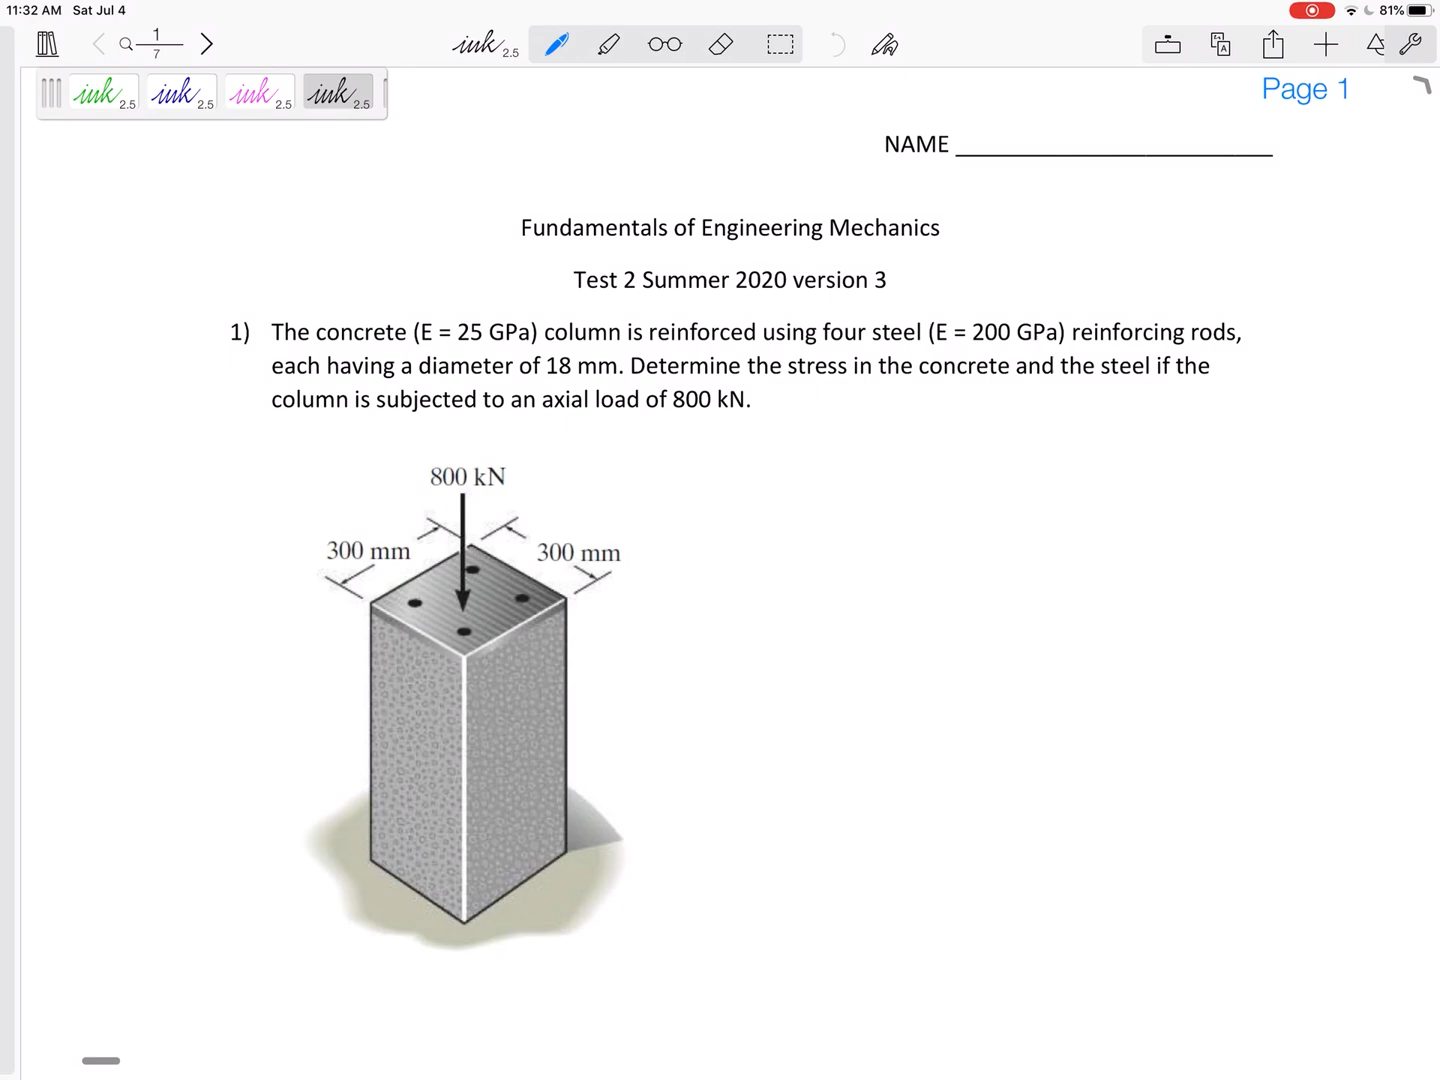 11:32 AM Sat Jul 4
81%
1
7
ink 2.5
ink 2.5
ink 2.5
ink 2.5
ink 2.5
Page 1
NAME
Fundamentals of Engineering Mechanics
Test 2 Summer 2020 version 3
1) The concrete (E = 25 GPa) column is reinforced using four steel (E = 200 GPa) reinforcing rods,
each having a diameter of 18 mm. Determine the stress in the concrete and the steel if the
column is subjected to an axial load of 800 kN.
800 kN
300 mm
300 mm